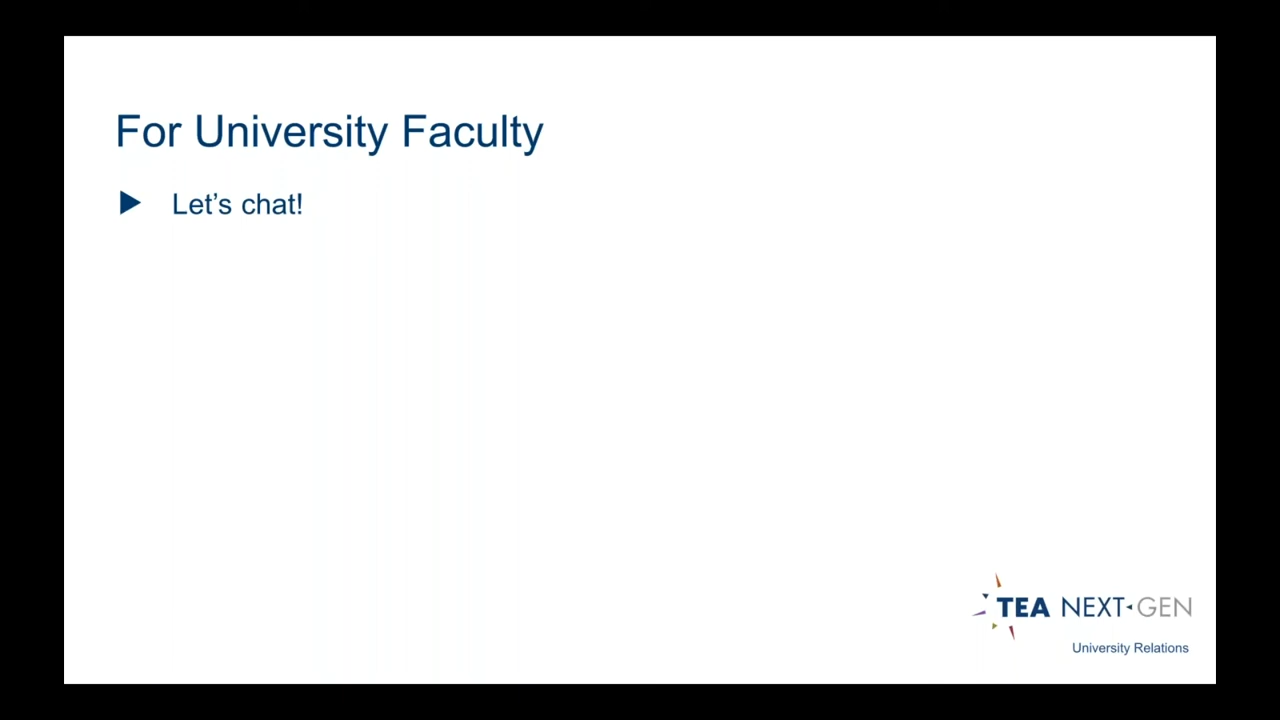 For University Faculty
Let’s chat!
TEA NEXT GEN
University Relations